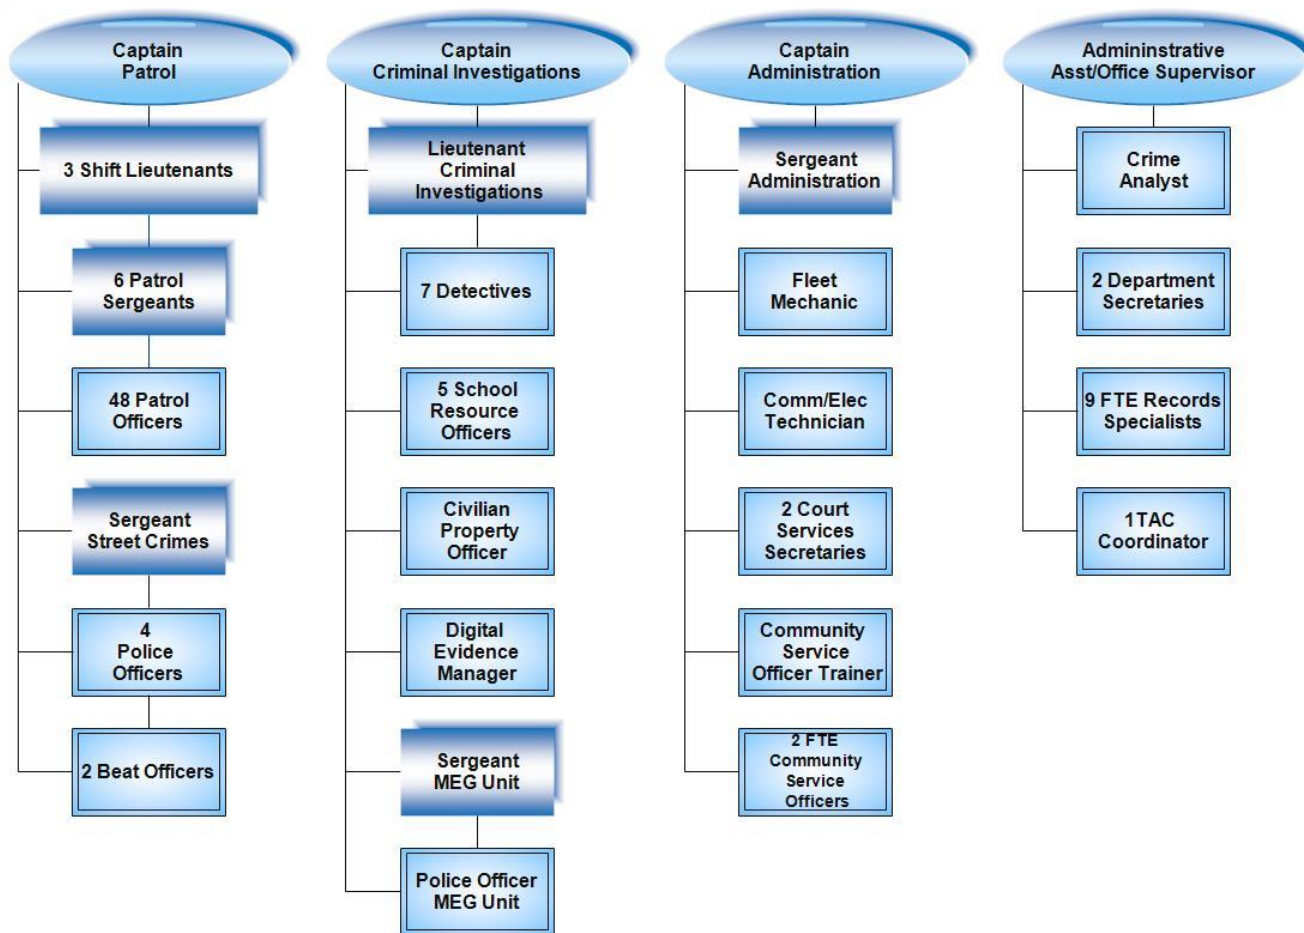 Captain
Patrol
3 Shift Lieutenants
6 Patrol
Sergeants
48 Patrol
Officers
Sergeant
Street Crimes
4
Police
Officers
2 Beat Officers
Captain
Criminal Investigations
Lieutenant
Criminal
Investigations
7 Detectives
5 School
Resource
Officers
Civilian
Property
Officer
Digital
Evidence
Manager
Sergeant
MEG Unit
Police Officer
MEG Unit
Captain
Administration
Sergeant
Administration
Fleet
Mechanic
Comm/Elec
Technician
2 Court
Services
Secretaries
Community
Service
Officer Trainer
2 FTE
Community
Service
Officers
Admininstrative
Asst/Office Supervisor
Crime
Analyst
2 Department
Secretaries
9 FTE Records
Specialists
1TAC
Coordinator